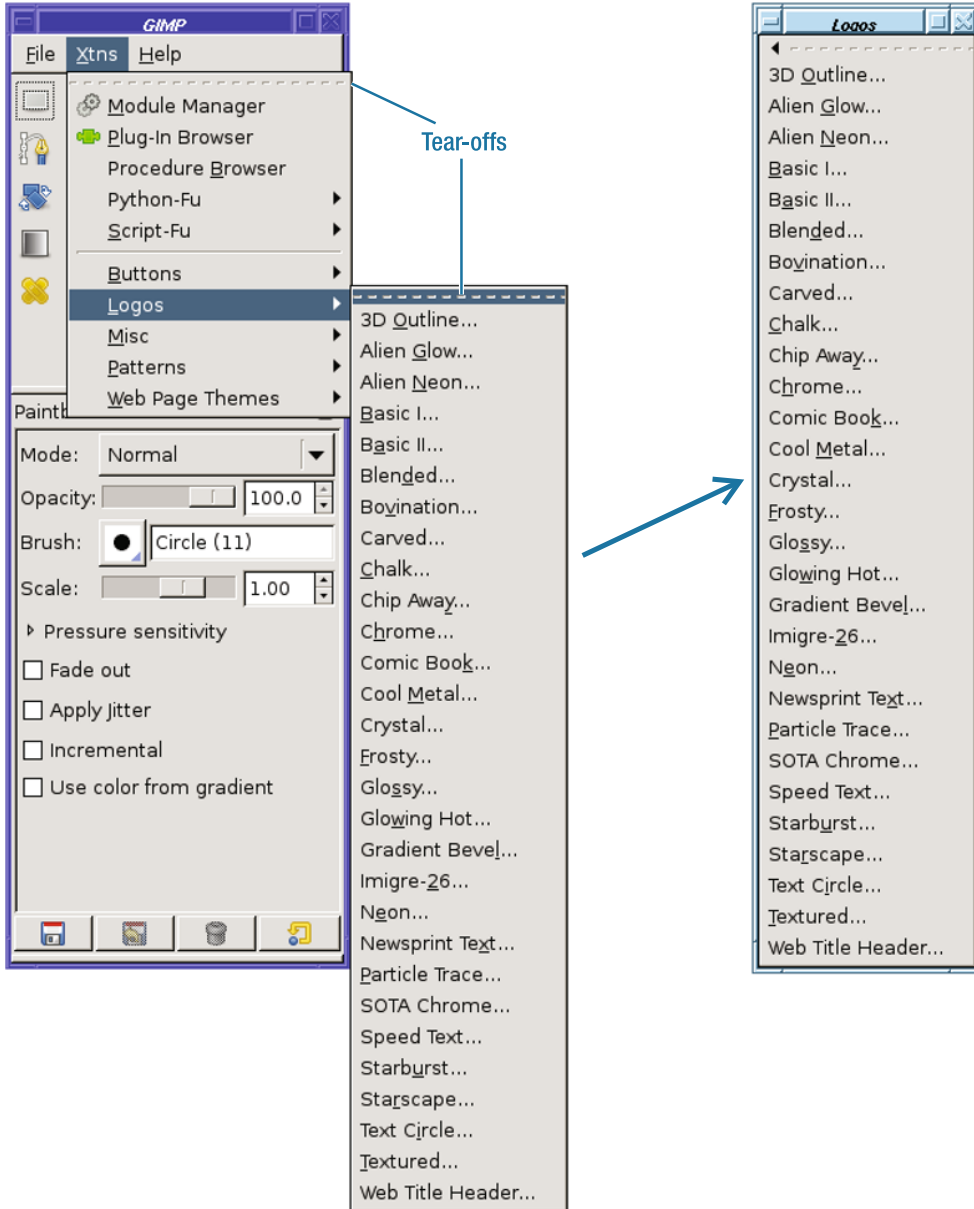 GIMP
File Xtns Help
Module Manager
Plug-In Browser
Procedure Browser
Python-Fu
Script-Fu
Buttons
Logos
Misc
Patterns
Web Page Themes
Tear-offs
Mode: Normal
Opacity: 100.0
Brush: Circle (11)
Scale: 1.00
Pressure sensitivity
Fade out
Apply Jitter
Incremental
Use color from gradient
3D Outline...
Alien Glow...
Alien Neon...
Basic I...
Basic II...
Blended...
Bovination...
Carved...
Chalk...
Chip Away...
Chrome...
Comic Book...
Cool Metal...
Crystal...
Frosty...
Glossy...
Glowing Hot...
Gradient Bevel...
Imigre-26...
Neon...
Newsprint Text...
Particle Trace...
SOTA Chrome...
Speed Text...
Starburst...
Starscape...
Text Circle...
Textured...
Web Title Header...
Logos
3D Outline...
Alien Glow...
Alien Neon...
Basic I...
Basic II...
Blended...
Bovination...
Carved...
Chalk...
Chip Away...
Chrome...
Comic Book...
Cool Metal...
Crystal...
Frosty...
Glossy...
Glowing Hot...
Gradient Bevel...
Imigre-26...
Neon...
Newsprint Text...
Particle Trace...
SOTA Chrome...
Speed Text...
Starburst...
Starscape...
Text Circle...
Textured...
Web Title Header...